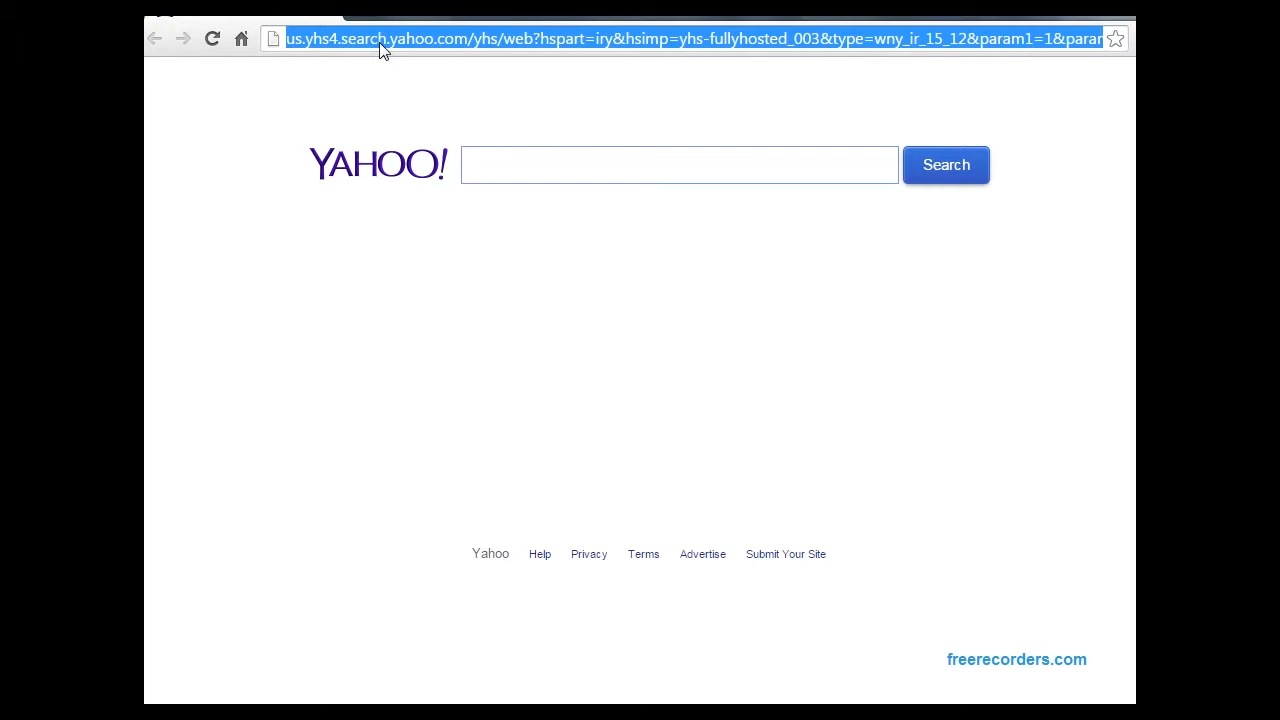 us.yhs4.search.yahoo.com/yhs/web?hspart=iry&hsimp=yhs-fullyhosted_003&type=wny_ir_15_12&param1=1&param
YAHOO!
Search
Yahoo Help Privacy Terms Advertise Submit Your Site
freerecorders.com